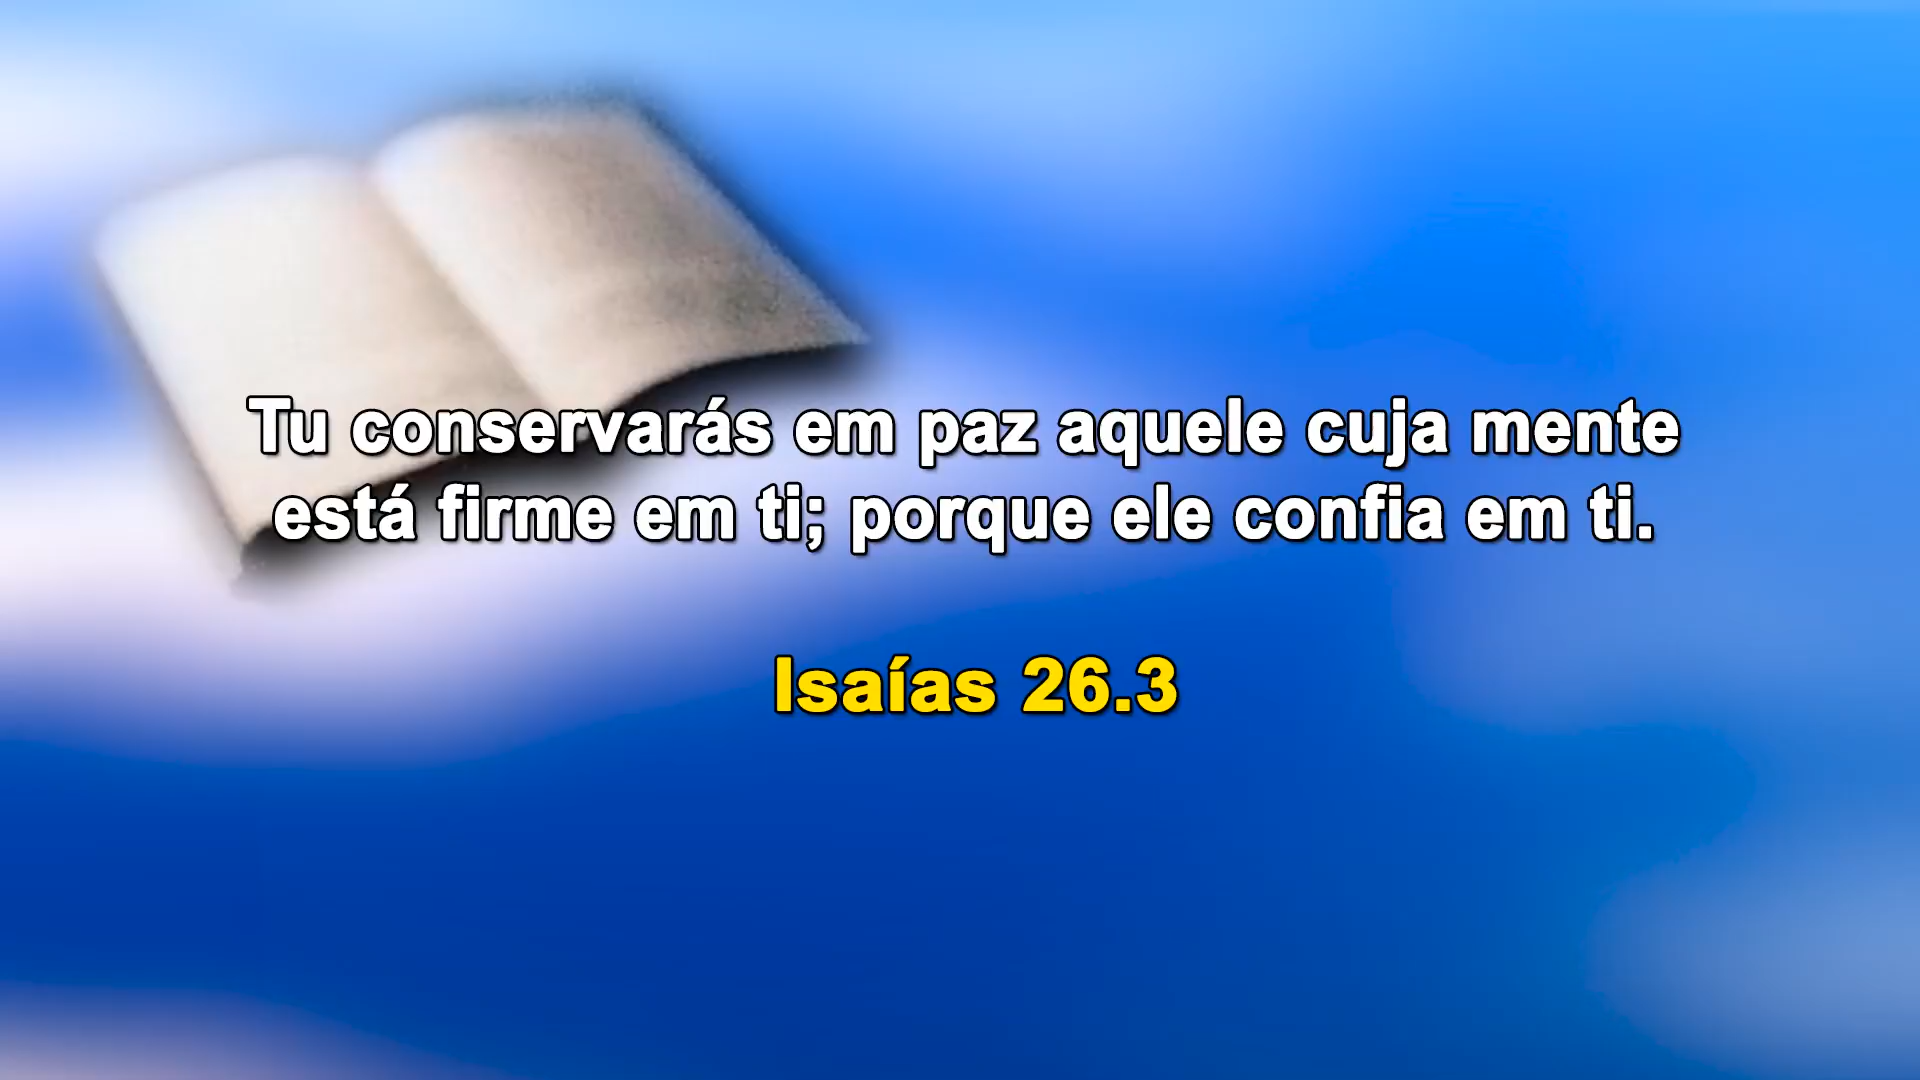 Tu conservarás em paz aquele cuja mente
está firme em ti; porque ele confia em ti.
Isaías 26.3